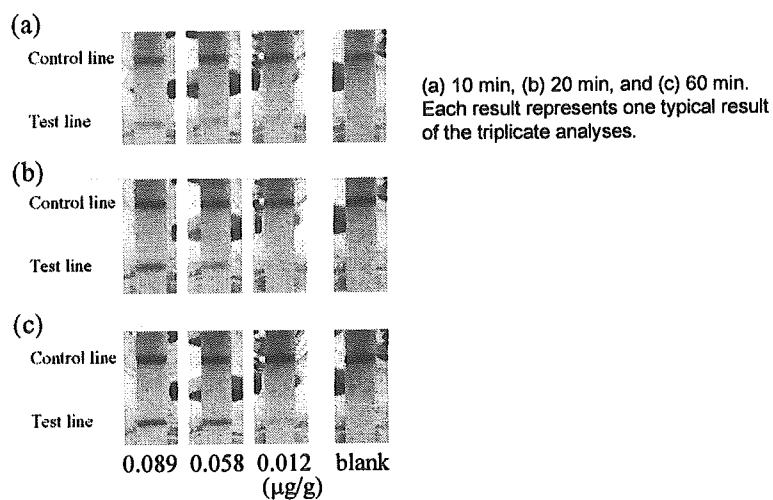 (a)
Control line
Test line
(a) 10 min, (b) 20 min, and (c) 60 min.
Each result represents one typical result
of the triplicate analyses.
(b)
Control line
Test line
(c)
Control line
Test line
0.089 0.058 0.012 blank
(μg/g)